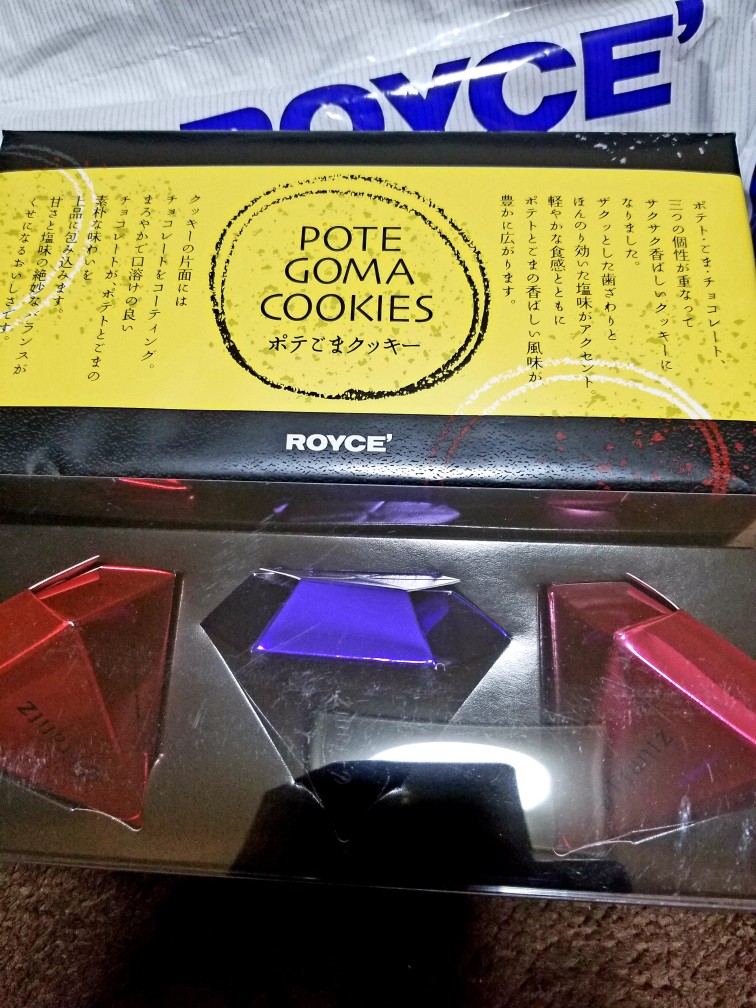 ROYCE'
POTE
GOMA
COOKIES
ポテごまクッキー
ポテト・ごま・チョコレート、
三つの個性が重なって
サクサク香ばしいクッキーに
なりました。
ザクッとした歯ざわりと
ほんのり効いた塩味がアクセント
軽やかな食感とともに
ポテトとごまの香ばしい風味が
豊かに広がります。
クッキーの片面には
チョコレートをコーティング。
まろやかで口溶けの良い
チョコレートが、ポテトとごまの
素朴な味わいを
上品に包み込みます。
甘さと塩味の絶妙なバランスが
くせになるおいしさです。
ROYCE'